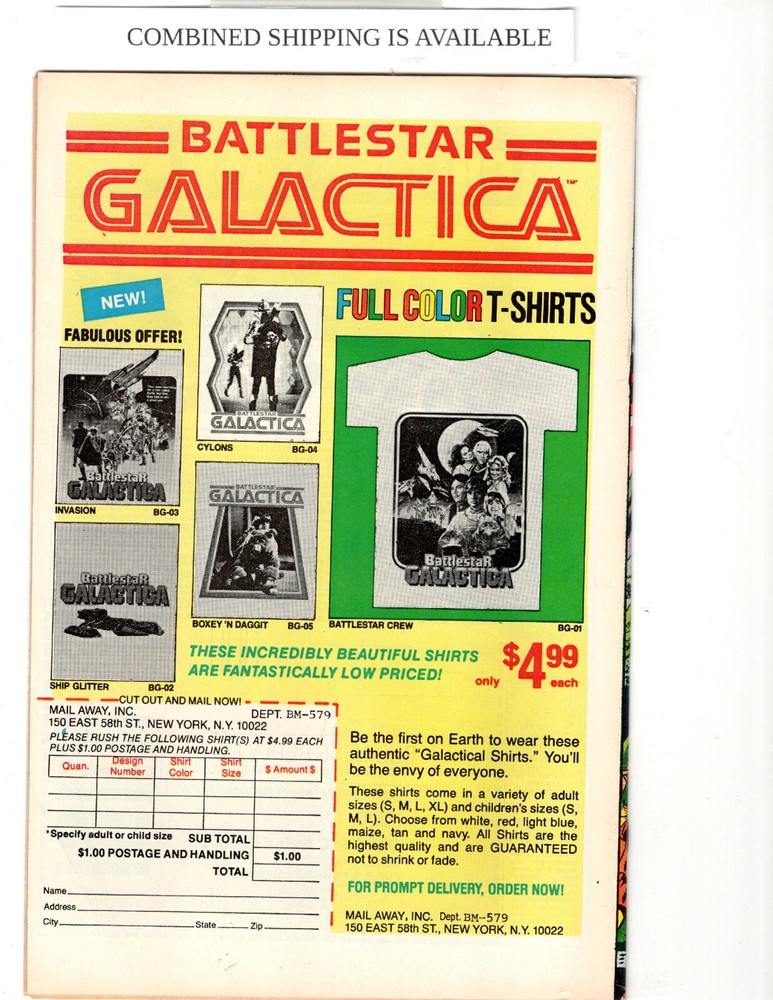 COMBINED SHIPPING IS AVAILABLE
BATTLESTAR
GALACTICA™
NEW!
FABULOUS OFFER!
FULL COLOR T-SHIRTS
BATTLESTAR
GALACTICA
CYLONS BG-04
Battlestar
GALACTICA
INVASION BG-03
BATTLESTAR
GALACTICA
BOXEY 'N DAGGIT BG-05
Battlestar
GALACTICA
SHIP GLITTER BG-02
Battlestar
GALACTICA
BATTLESTAR CREW BG-01
THESE INCREDIBLY BEAUTIFUL SHIRTS
ARE FANTASTICALLY LOW PRICED!
only $4.99 each
CUT OUT AND MAIL NOW!
MAIL AWAY, INC. DEPT. BM-579
150 EAST 58th ST., NEW YORK, N.Y. 10022
PLEASE RUSH THE FOLLOWING SHIRT(S) AT $4.99 EACH
PLUS $1.00 POSTAGE AND HANDLING.
Quan. Design Number Shirt Color Shirt Size $ Amount $
*Specify adult or child size SUB TOTAL
$1.00 POSTAGE AND HANDLING $1.00
TOTAL
Name
Address
City State Zip
Be the first on Earth to wear these
authentic “Galactical Shirts.” You'll
be the envy of everyone.
These shirts come in a variety of adult
sizes (S, M, L, XL) and children's sizes (S,
M, L). Choose from white, red, light blue,
maize, tan and navy. All Shirts are the
highest quality and are GUARANTEED
not to shrink or fade.
FOR PROMPT DELIVERY, ORDER NOW!
MAIL AWAY, INC. Dept. BM--579
150 EAST 58th ST., NEW YORK, N.Y. 10022